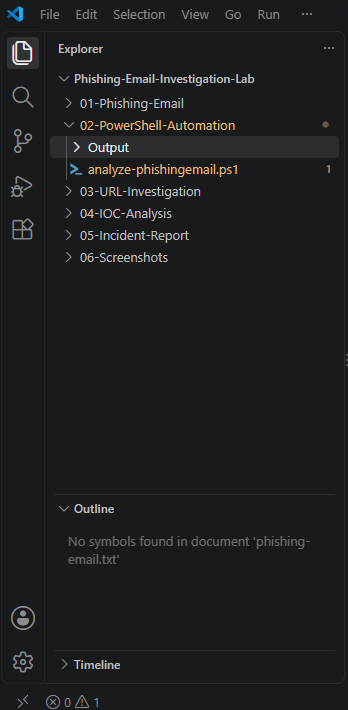 File Edit Selection View Go Run ...
Explorer ...
Phishing-Email-Investigation-Lab
01-Phishing-Email
02-PowerShell-Automation
Output
analyze-phishingemail.ps1 1
03-URL-Investigation
04-IOC-Analysis
05-Incident-Report
06-Screenshots
Outline
No symbols found in document 'phishing-
email.txt'
Timeline
0 1